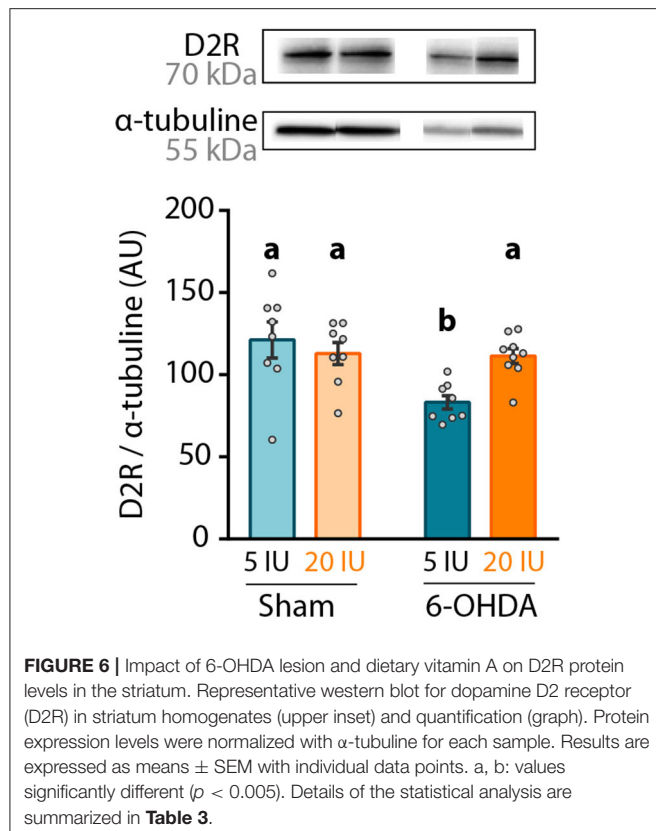 D2R
70 kDa
α-tubuline
55 kDa
200
150
100
50
0
D2R / α-tubuline (AU)
a
a
b
a
5 IU
20 IU
5 IU
20 IU
Sham
6-OHDA
FIGURE 6 | Impact of 6-OHDA lesion and dietary vitamin A on D2R protein
levels in the striatum. Representative western blot for dopamine D2 receptor
(D2R) in striatum homogenates (upper inset) and quantification (graph). Protein
expression levels were normalized with α-tubuline for each sample. Results are
expressed as means ± SEM with individual data points. a, b: values
significantly different (p < 0.005). Details of the statistical analysis are
summarized in Table 3.